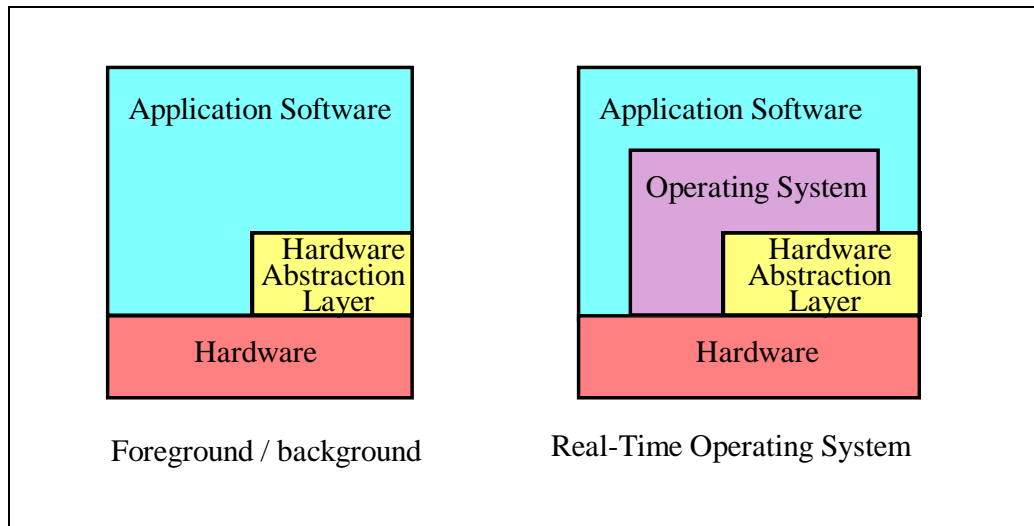 Application Software
Hardware
Abstraction
Layer
Hardware
Foreground / background
Application Software
Operating System
Hardware
Abstraction
Layer
Hardware
Real-Time Operating System